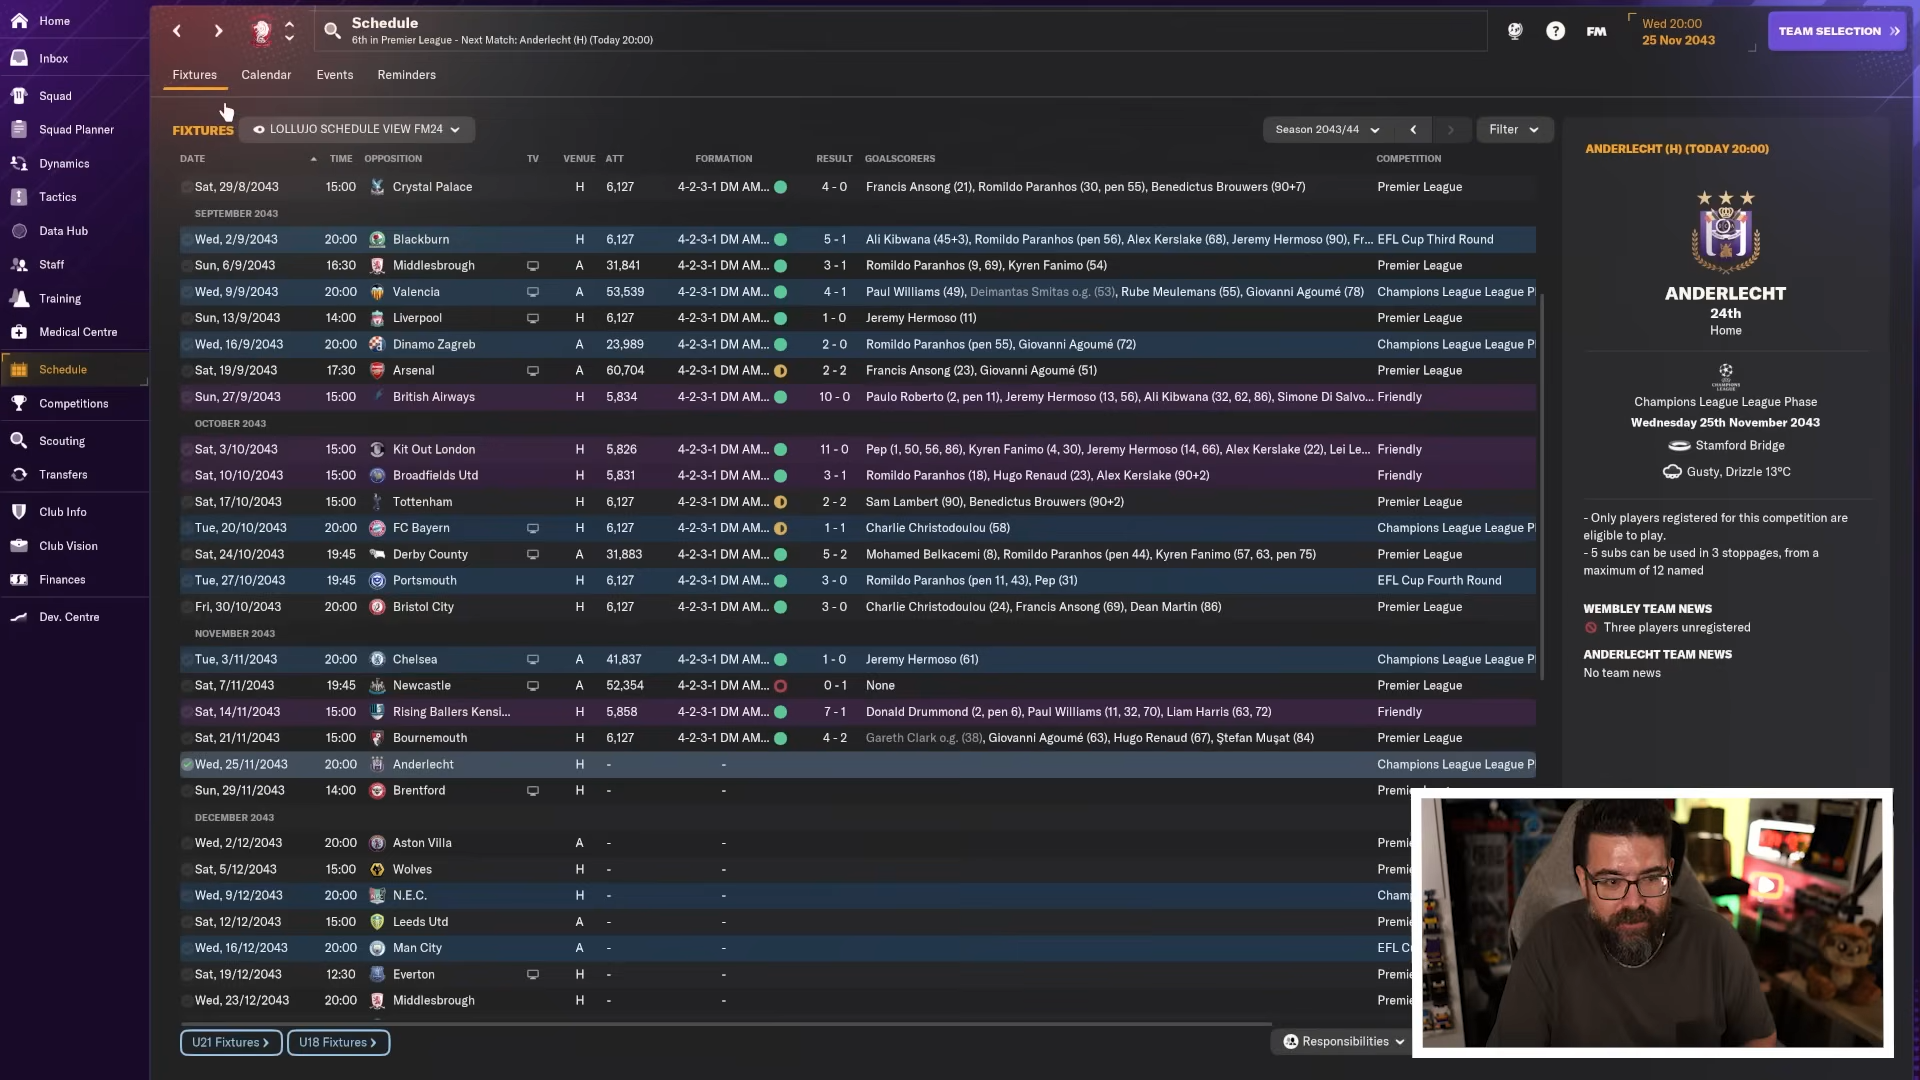 Home
Inbox
Squad
Squad Planner
Dynamics
Tactics
Data Hub
Staff
Training
Medical Centre
Schedule
Competitions
Scouting
Transfers
Club Info
Club Vision
Finances
Dev. Centre
Schedule
6th in Premier League - Next Match: Anderlecht (H) (Today 20:00)
FM
Wed 20:00
25 Nov 2043
TEAM SELECTION
Fixtures Calendar Events Reminders
FIXTURES LOLLUJO SCHEDULE VIEW FM24 Season 2043/44 Filter
DATE TIME OPPOSITION TV VENUE ATT FORMATION RESULT GOALSCORERS COMPETITION
Sat, 29/8/2043 15:00 Crystal Palace H 6,127 4-2-3-1 DM AM... 4 - 0 Francis Ansong (21), Romildo Paranhos (30, pen 55), Benedictus Brouwers (90+7) Premier League
SEPTEMBER 2043
Wed, 2/9/2043 20:00 Blackburn H 6,127 4-2-3-1 DM AM... 5 - 1 Ali Kibwana (45+3), Romildo Paranhos (pen 56), Alex Kerslake (68), Jeremy Hermoso (90), Fr... EFL Cup Third Round
Sun, 6/9/2043 16:30 Middlesbrough A 31,841 4-2-3-1 DM AM... 3 - 1 Romildo Paranhos (9, 69), Kyren Fanimo (54) Premier League
Wed, 9/9/2043 20:00 Valencia A 53,539 4-2-3-1 DM AM... 4 - 1 Paul Williams (49), Deimantas Smitas o.g. (53), Rube Meulemans (55), Giovanni Agoumé (78) Champions League League P
Sun, 13/9/2043 14:00 Liverpool H 6,127 4-2-3-1 DM AM... 1 - 0 Jeremy Hermoso (11) Premier League
Wed, 16/9/2043 20:00 Dinamo Zagreb A 23,989 4-2-3-1 DM AM... 2 - 0 Romildo Paranhos (pen 55), Giovanni Agoumé (72) Champions League League P
Sat, 19/9/2043 17:30 Arsenal A 60,704 4-2-3-1 DM AM... 2 - 2 Francis Ansong (23), Giovanni Agoumé (51) Premier League
Sun, 27/9/2043 15:00 British Airways H 5,834 4-2-3-1 DM AM... 10 - 0 Paulo Roberto (2, pen 11), Jeremy Hermoso (13, 56), Ali Kibwana (32, 62, 86), Simone Di Salvo... Friendly
OCTOBER 2043
Sat, 3/10/2043 15:00 Kit Out London H 5,826 4-2-3-1 DM AM... 11 - 0 Pep (1, 50, 56, 86), Kyren Fanimo (4, 30), Jeremy Hermoso (14, 66), Alex Kerslake (22), Lei Le... Friendly
Sat, 10/10/2043 15:00 Broadfields Utd H 5,831 4-2-3-1 DM AM... 3 - 1 Romildo Paranhos (18), Hugo Renaud (23), Alex Kerslake (90+2) Friendly
Sat, 17/10/2043 15:00 Tottenham H 6,127 4-2-3-1 DM AM... 2 - 2 Sam Lambert (90), Benedictus Brouwers (90+2) Premier League
Tue, 20/10/2043 20:00 FC Bayern H 6,127 4-2-3-1 DM AM... 1 - 1 Charlie Christodoulou (58) Champions League League P
Sat, 24/10/2043 19:45 Derby County A 31,883 4-2-3-1 DM AM... 5 - 2 Mohamed Belkacemi (8), Romildo Paranhos (pen 44), Kyren Fanimo (57, 63, pen 75) Premier League
Tue, 27/10/2043 19:45 Portsmouth H 6,127 4-2-3-1 DM AM... 3 - 0 Romildo Paranhos (pen 11, 43), Pep (31) EFL Cup Fourth Round
Fri, 30/10/2043 20:00 Bristol City H 6,127 4-2-3-1 DM AM... 3 - 0 Charlie Christodoulou (24), Francis Ansong (69), Dean Martin (86) Premier League
NOVEMBER 2043
Tue, 3/11/2043 20:00 Chelsea A 41,837 4-2-3-1 DM AM... 1 - 0 Jeremy Hermoso (61) Champions League League P
Sat, 7/11/2043 19:45 Newcastle A 52,354 4-2-3-1 DM AM... 0 - 1 None Premier League
Sat, 14/11/2043 15:00 Rising Ballers Kensi... H 5,858 4-2-3-1 DM AM... 7 - 1 Donald Drummond (2, pen 6), Paul Williams (11, 32, 70), Liam Harris (63, 72) Friendly
Sat, 21/11/2043 15:00 Bournemouth H 6,127 4-2-3-1 DM AM... 4 - 2 Gareth Clark o.g. (38), Giovanni Agoumé (63), Hugo Renaud (67), Ştefan Muşat (84) Premier League
Wed, 25/11/2043 20:00 Anderlecht H - - Champions League League P
Sun, 29/11/2043 14:00 Brentford H - - Premi
DECEMBER 2043
Wed, 2/12/2043 20:00 Aston Villa A - - Premi
Sat, 5/12/2043 15:00 Wolves H - - Premi
Wed, 9/12/2043 20:00 N.E.C. H - - Champ
Sat, 12/12/2043 15:00 Leeds Utd A - - Premi
Wed, 16/12/2043 20:00 Man City A - - EFL C
Sat, 19/12/2043 12:30 Everton H - - Premi
Wed, 23/12/2043 20:00 Middlesbrough H - - Premi
U21 Fixtures U18 Fixtures Responsibilities
ANDERLECHT (H) (TODAY 20:00)
ANDERLECHT
24th
Home
Champions League League Phase
Wednesday 25th November 2043
Stamford Bridge
Gusty, Drizzle 13°C
- Only players registered for this competition are
eligible to play.
- 5 subs can be used in 3 stoppages, from a
maximum of 12 named
WEMBLEY TEAM NEWS
Three players unregistered
ANDERLECHT TEAM NEWS
No team news